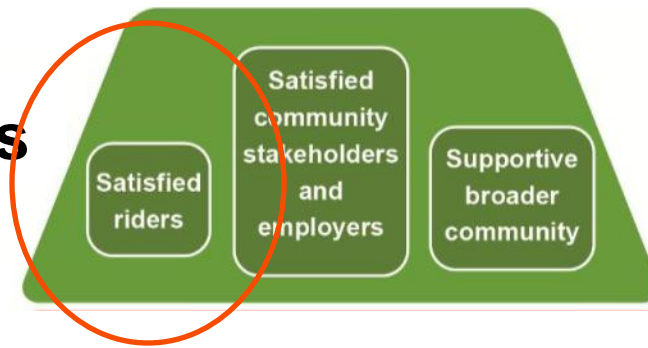 s
Satisfied
riders
Satisfied
community
stakeholders
and
employers
Supportive
broader
community